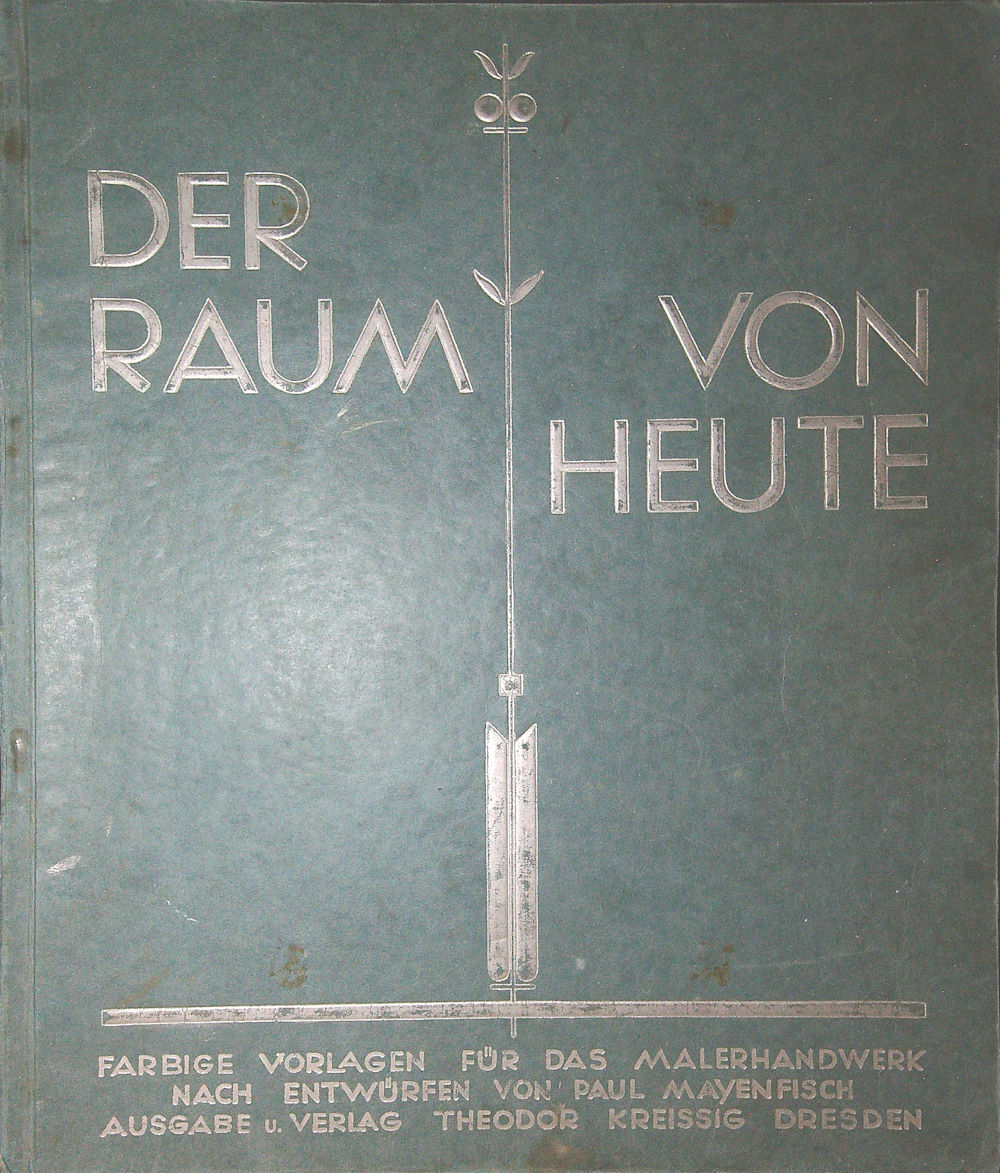 DER
RAUM
VON
HEUTE
FARBIGE VORLAGEN FÜR DAS MALERHANDWERK
NACH ENTWÜRFEN VON PAUL MAYENFISCH
AUSGABE u. VERLAG THEODOR KREISSIG DRESDEN